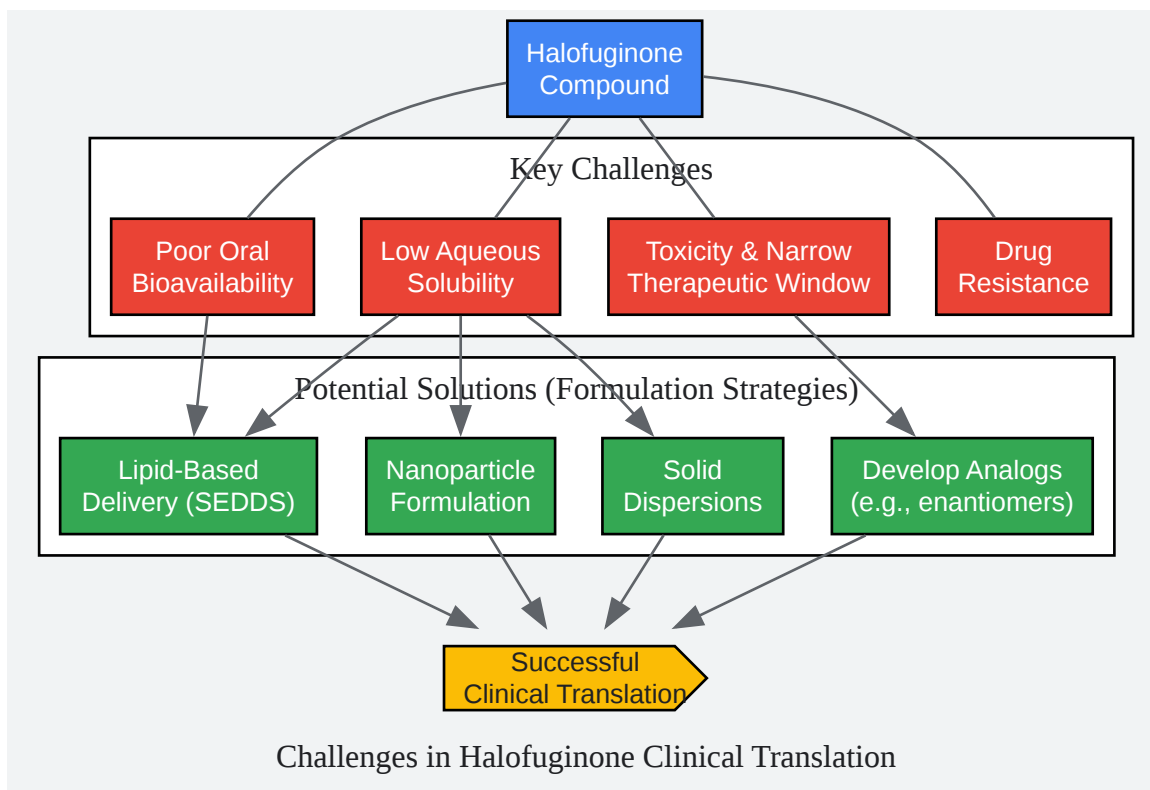 Halofuginone
Compound
Key Challenges
Poor Oral
Bioavailability
Low Aqueous
Solubility
Toxicity & Narrow
Therapeutic Window
Drug
Resistance
Potential Solutions (Formulation Strategies)
Lipid-Based
Delivery (SEDDS)
Nanoparticle
Formulation
Solid
Dispersions
Develop Analogs
(e.g., enantiomers)
Successful
Clinical Translation
Challenges in Halofuginone Clinical Translation